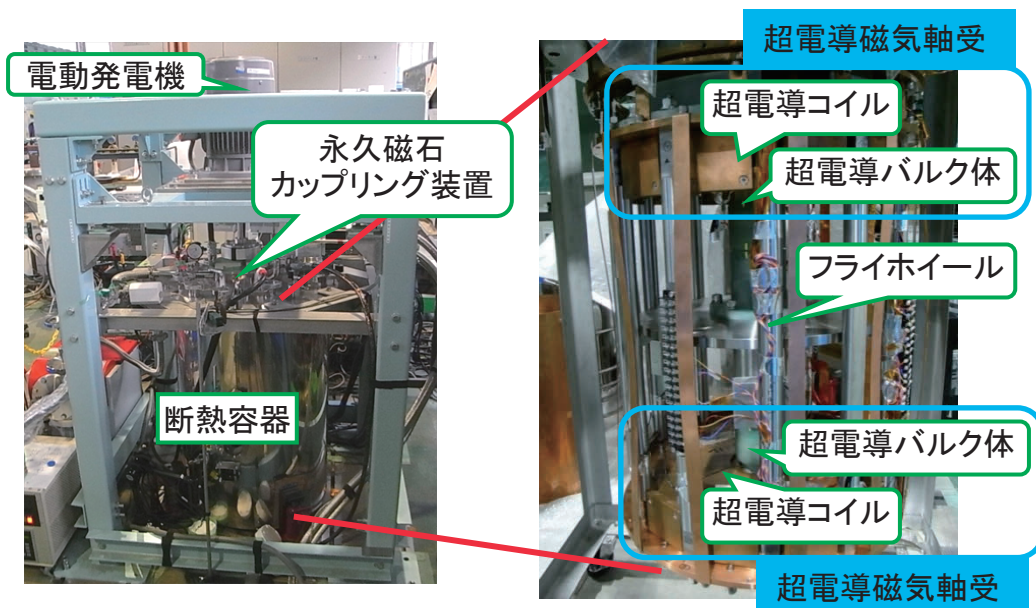 電動発電機
永久磁石
カップリング装置
断熱容器
超電導磁気軸受
超電導コイル
超電導バルク体
フライホイール
超電導バルク体
超電導コイル
超電導磁気軸受